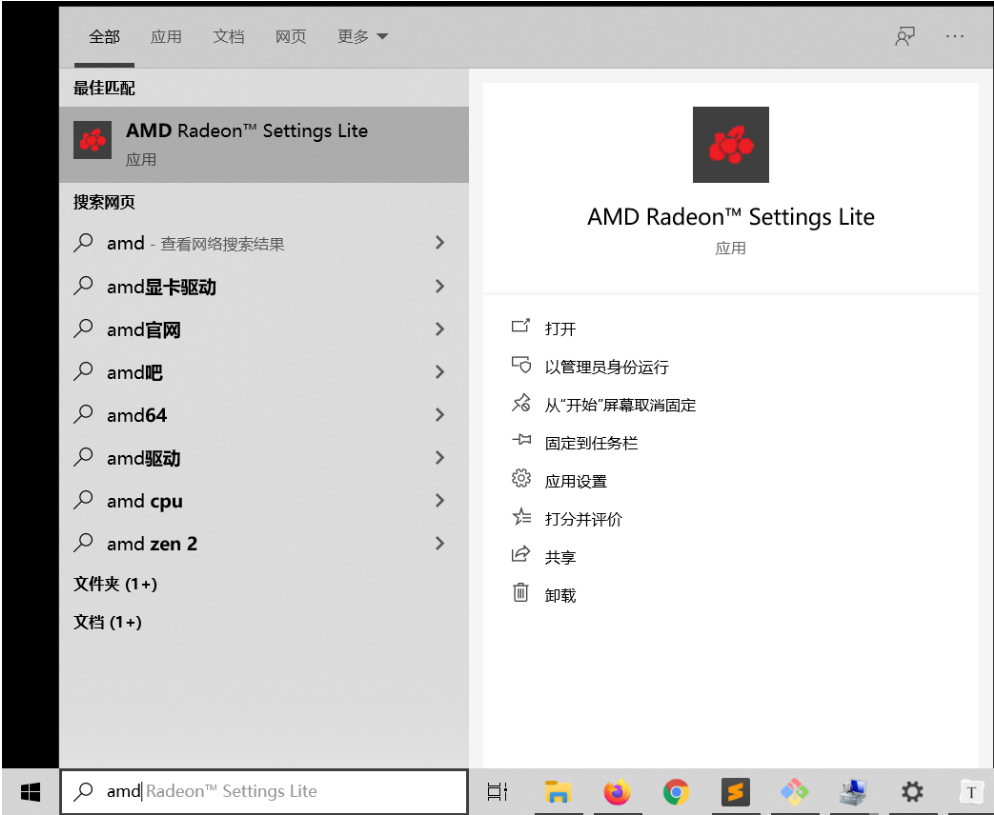 全部 应用 文档 网页 更多
最佳匹配
AMD Radeon™ Settings Lite
应用
搜索网页
amd - 查看网络搜索结果
amd显卡驱动
amd官网
amd吧
amd64
amd驱动
amd cpu
amd zen 2
文件夹 (1+)
文档 (1+)
AMD Radeon™ Settings Lite
应用
打开
以管理员身份运行
从“开始”屏幕取消固定
固定到任务栏
应用设置
打分并评价
共享
卸载
amd Radeon™ Settings Lite
T